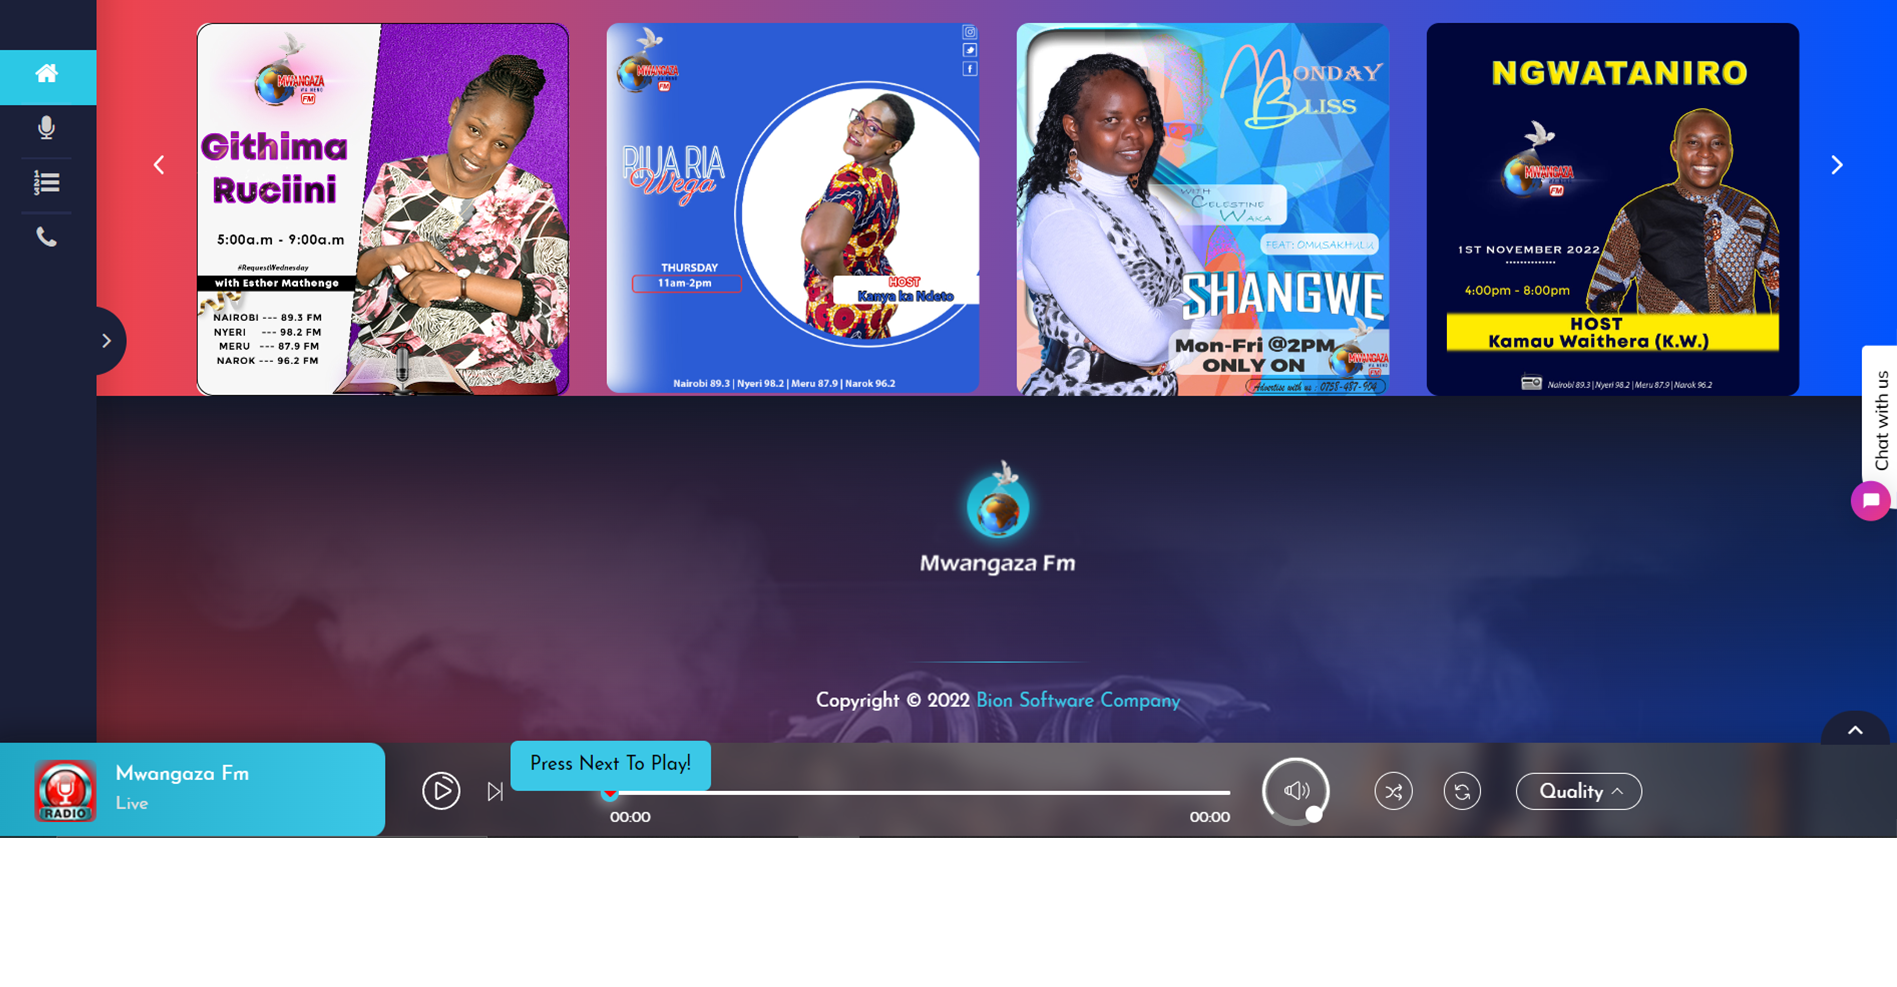 MWANGAZA
FM
Githima
Ruciini
5:00a.m - 9:00a.m
#RequestWednesday
with Esther Mathenge
NAIROBI --- 89.3 FM
NYERI --- 98.2 FM
MERU --- 87.9 FM
NAROK --- 96.2 FM
MWANGAZA
FM
RIUA RIA
Wega
THURSDAY
11am-2pm
HOST
Kanya ka Ndeto
Nairobi 89.3 | Nyeri 98.2 | Meru 87.9 | Narok 96.2
MONDAY
BLISS
WITH
CELESTINE
WAKA
FEAT: OMUSAKHULU
SHANGWE
Mon-Fri @2PM
ONLY ON
MWANGAZA
FM
Advertise with us : 0758-487-904
NGWATANIRO
MWANGAZA
FM
1ST NOVEMBER 2022
4:00pm - 8:00pm
HOST
Kamau Waithera (K.W.)
Nairobi 89.3 | Nyeri 98.2 | Meru 87.9 | Narok 96.2
Chat with us
Mwangaza Fm
Copyright © 2022 Bion Software Company
RADIO
Mwangaza Fm
Live
Press Next To Play!
00:00
00:00
Quality